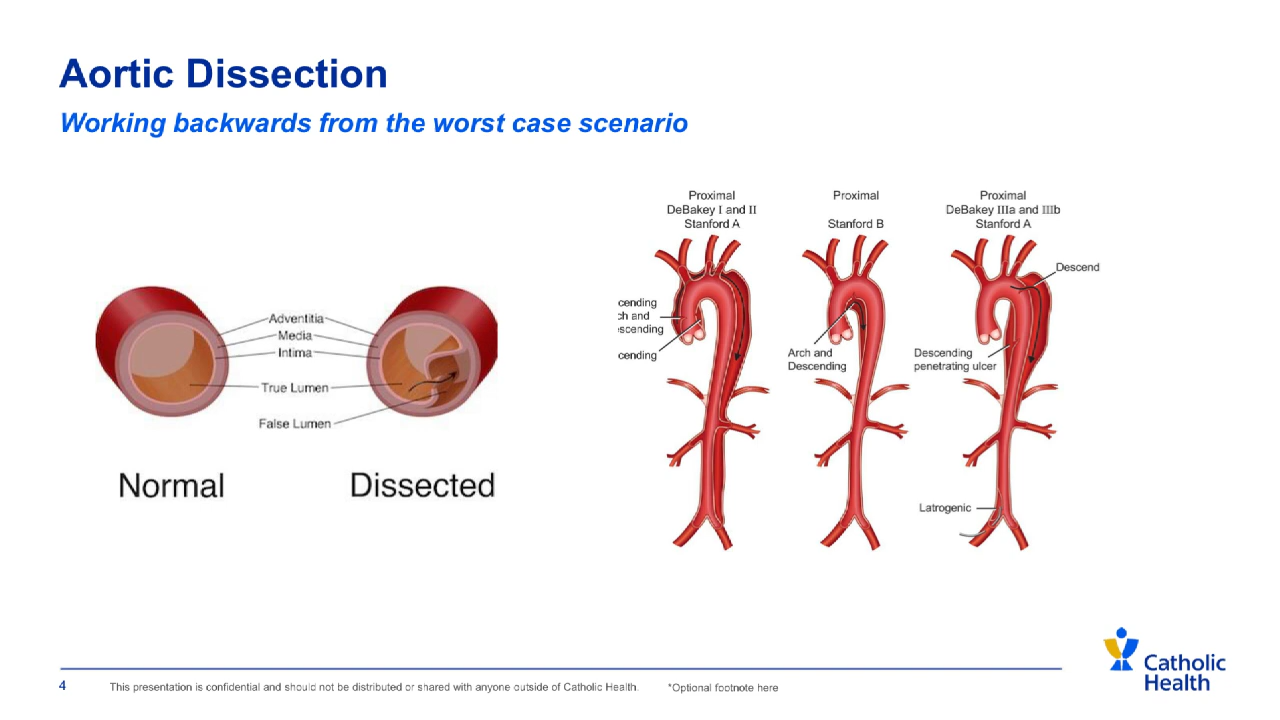 Aortic Dissection
Working backwards from the worst case scenario
Adventitia
Media
Intima
True Lumen
False Lumen
Normal
Dissected
Proximal
DeBakey I and II
Stanford A
cending
ch and
scending
cending
Proximal
Stanford B
Arch and
Descending
Proximal
DeBakey IIIa and IIIb
Stanford A
Descend
Descending
penetrating ulcer
Latrogenic
Catholic
Health
4
This presentation is confidential and should not be distributed or shared with anyone outside of Catholic Health.
*Optional footnote here